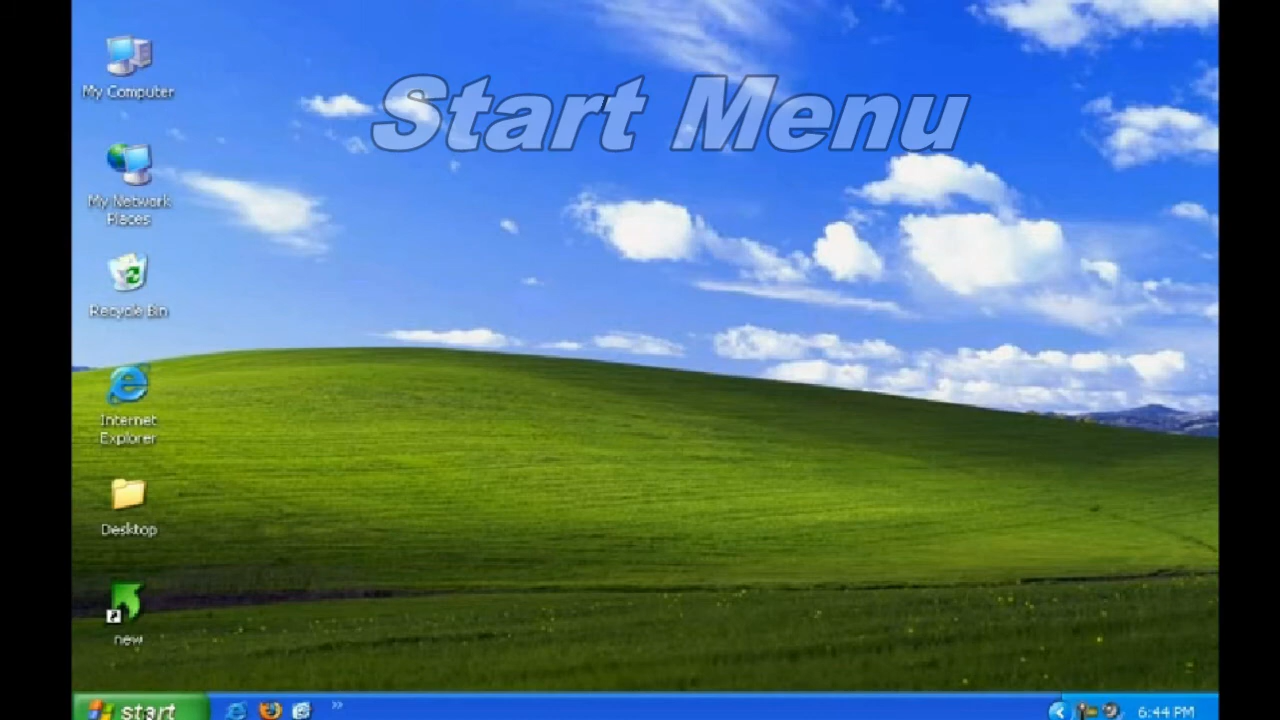 Start Menu
My Computer
My Network
Places
Recycle Bin
Internet
Explorer
Desktop
new
start
6:44 PM